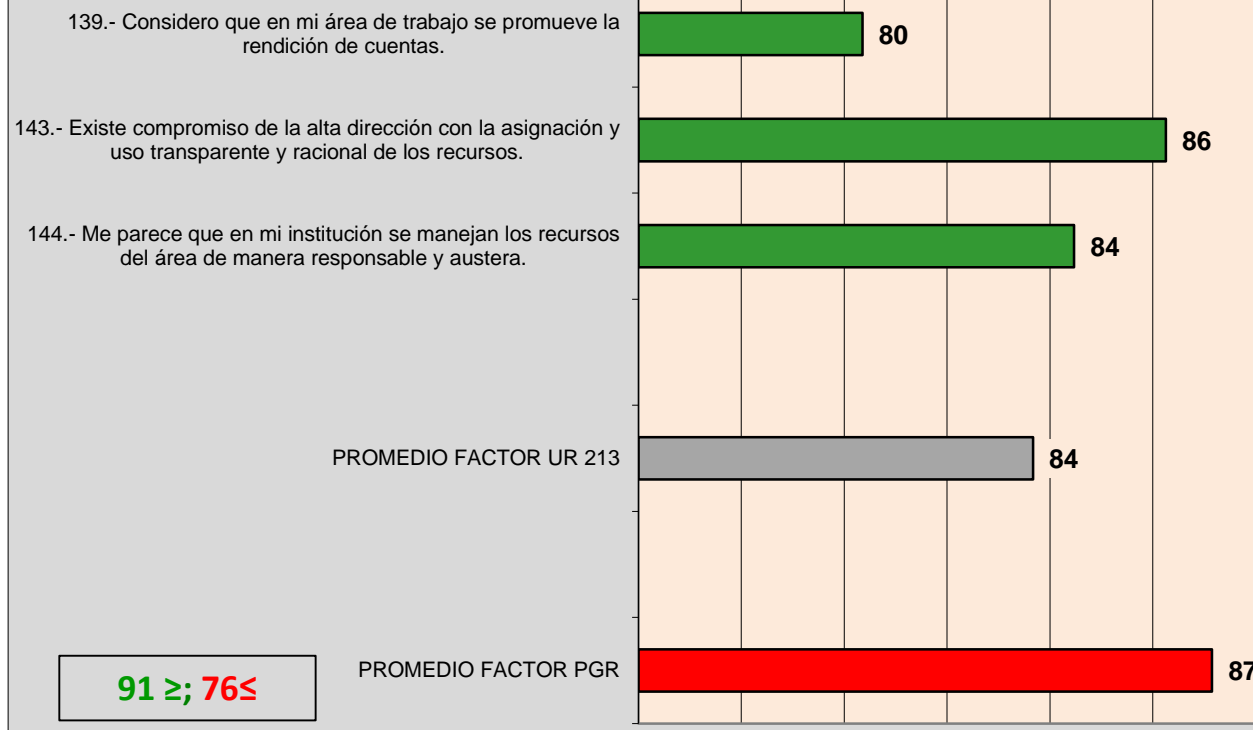 139.- Considero que en mi área de trabajo se promueve la
rendición de cuentas.
80
143.- Existe compromiso de la alta dirección con la asignación y
uso transparente y racional de los recursos.
86
144.- Me parece que en mi institución se manejan los recursos
del área de manera responsable y austera.
84
PROMEDIO FACTOR UR 213
84
PROMEDIO FACTOR PGR
87
91 ≥; 76≤